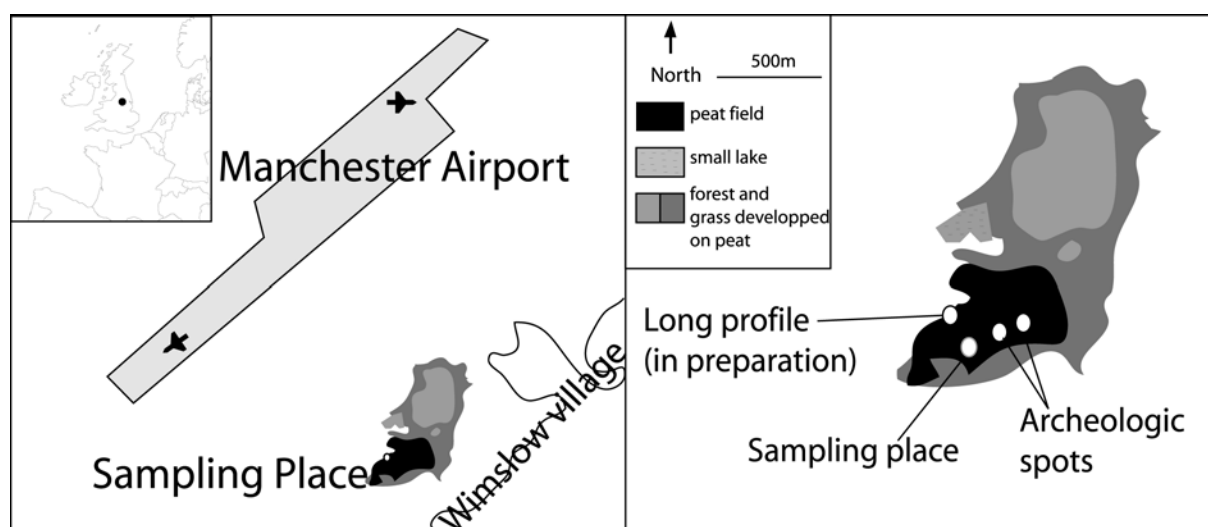 Manchester Airport
Sampling Place
Wimslow village
North
500m
peat field
small lake
forest and
grass developped
on peat
Long profile
(in preparation)
Sampling place
Archeologic
spots